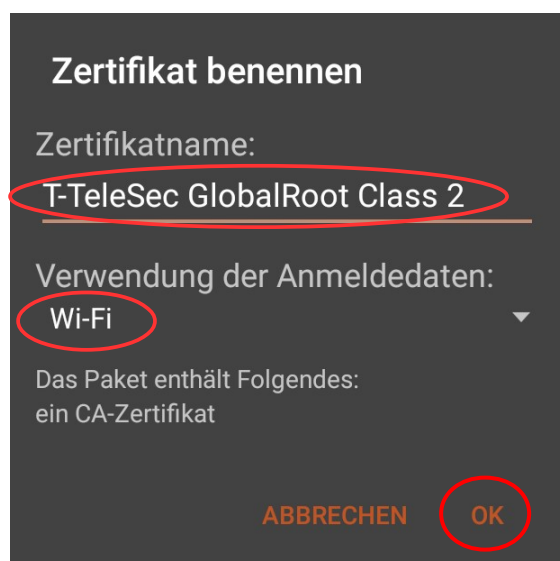 Zertifikat benennen
Zertifikatname:
T-TeleSec GlobalRoot Class 2
Verwendung der Anmeldedaten:
Wi-Fi
Das Paket enthält Folgendes:
ein CA-Zertifikat
ABBRECHEN OK